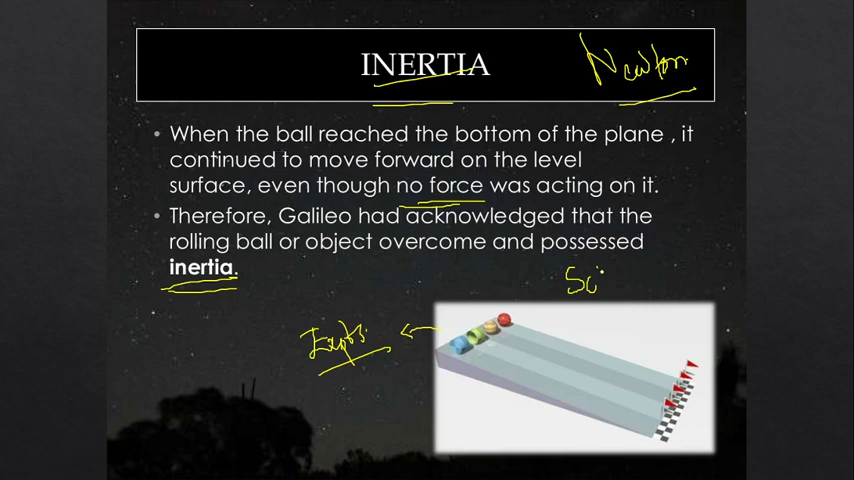 INERTIA
Newton
• When the ball reached the bottom of the plane , it
continued to move forward on the level
surface, even though no force was acting on it.
• Therefore, Galileo had acknowledged that the
rolling ball or object overcome and possessed
inertia.